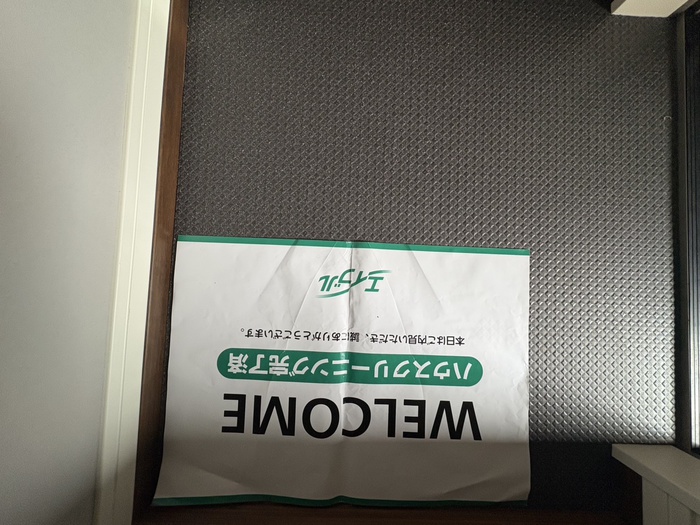 WELCOME
ハウスクリーニング完了済
本日はご内見いただき、誠にありがとうございます。
エイブル